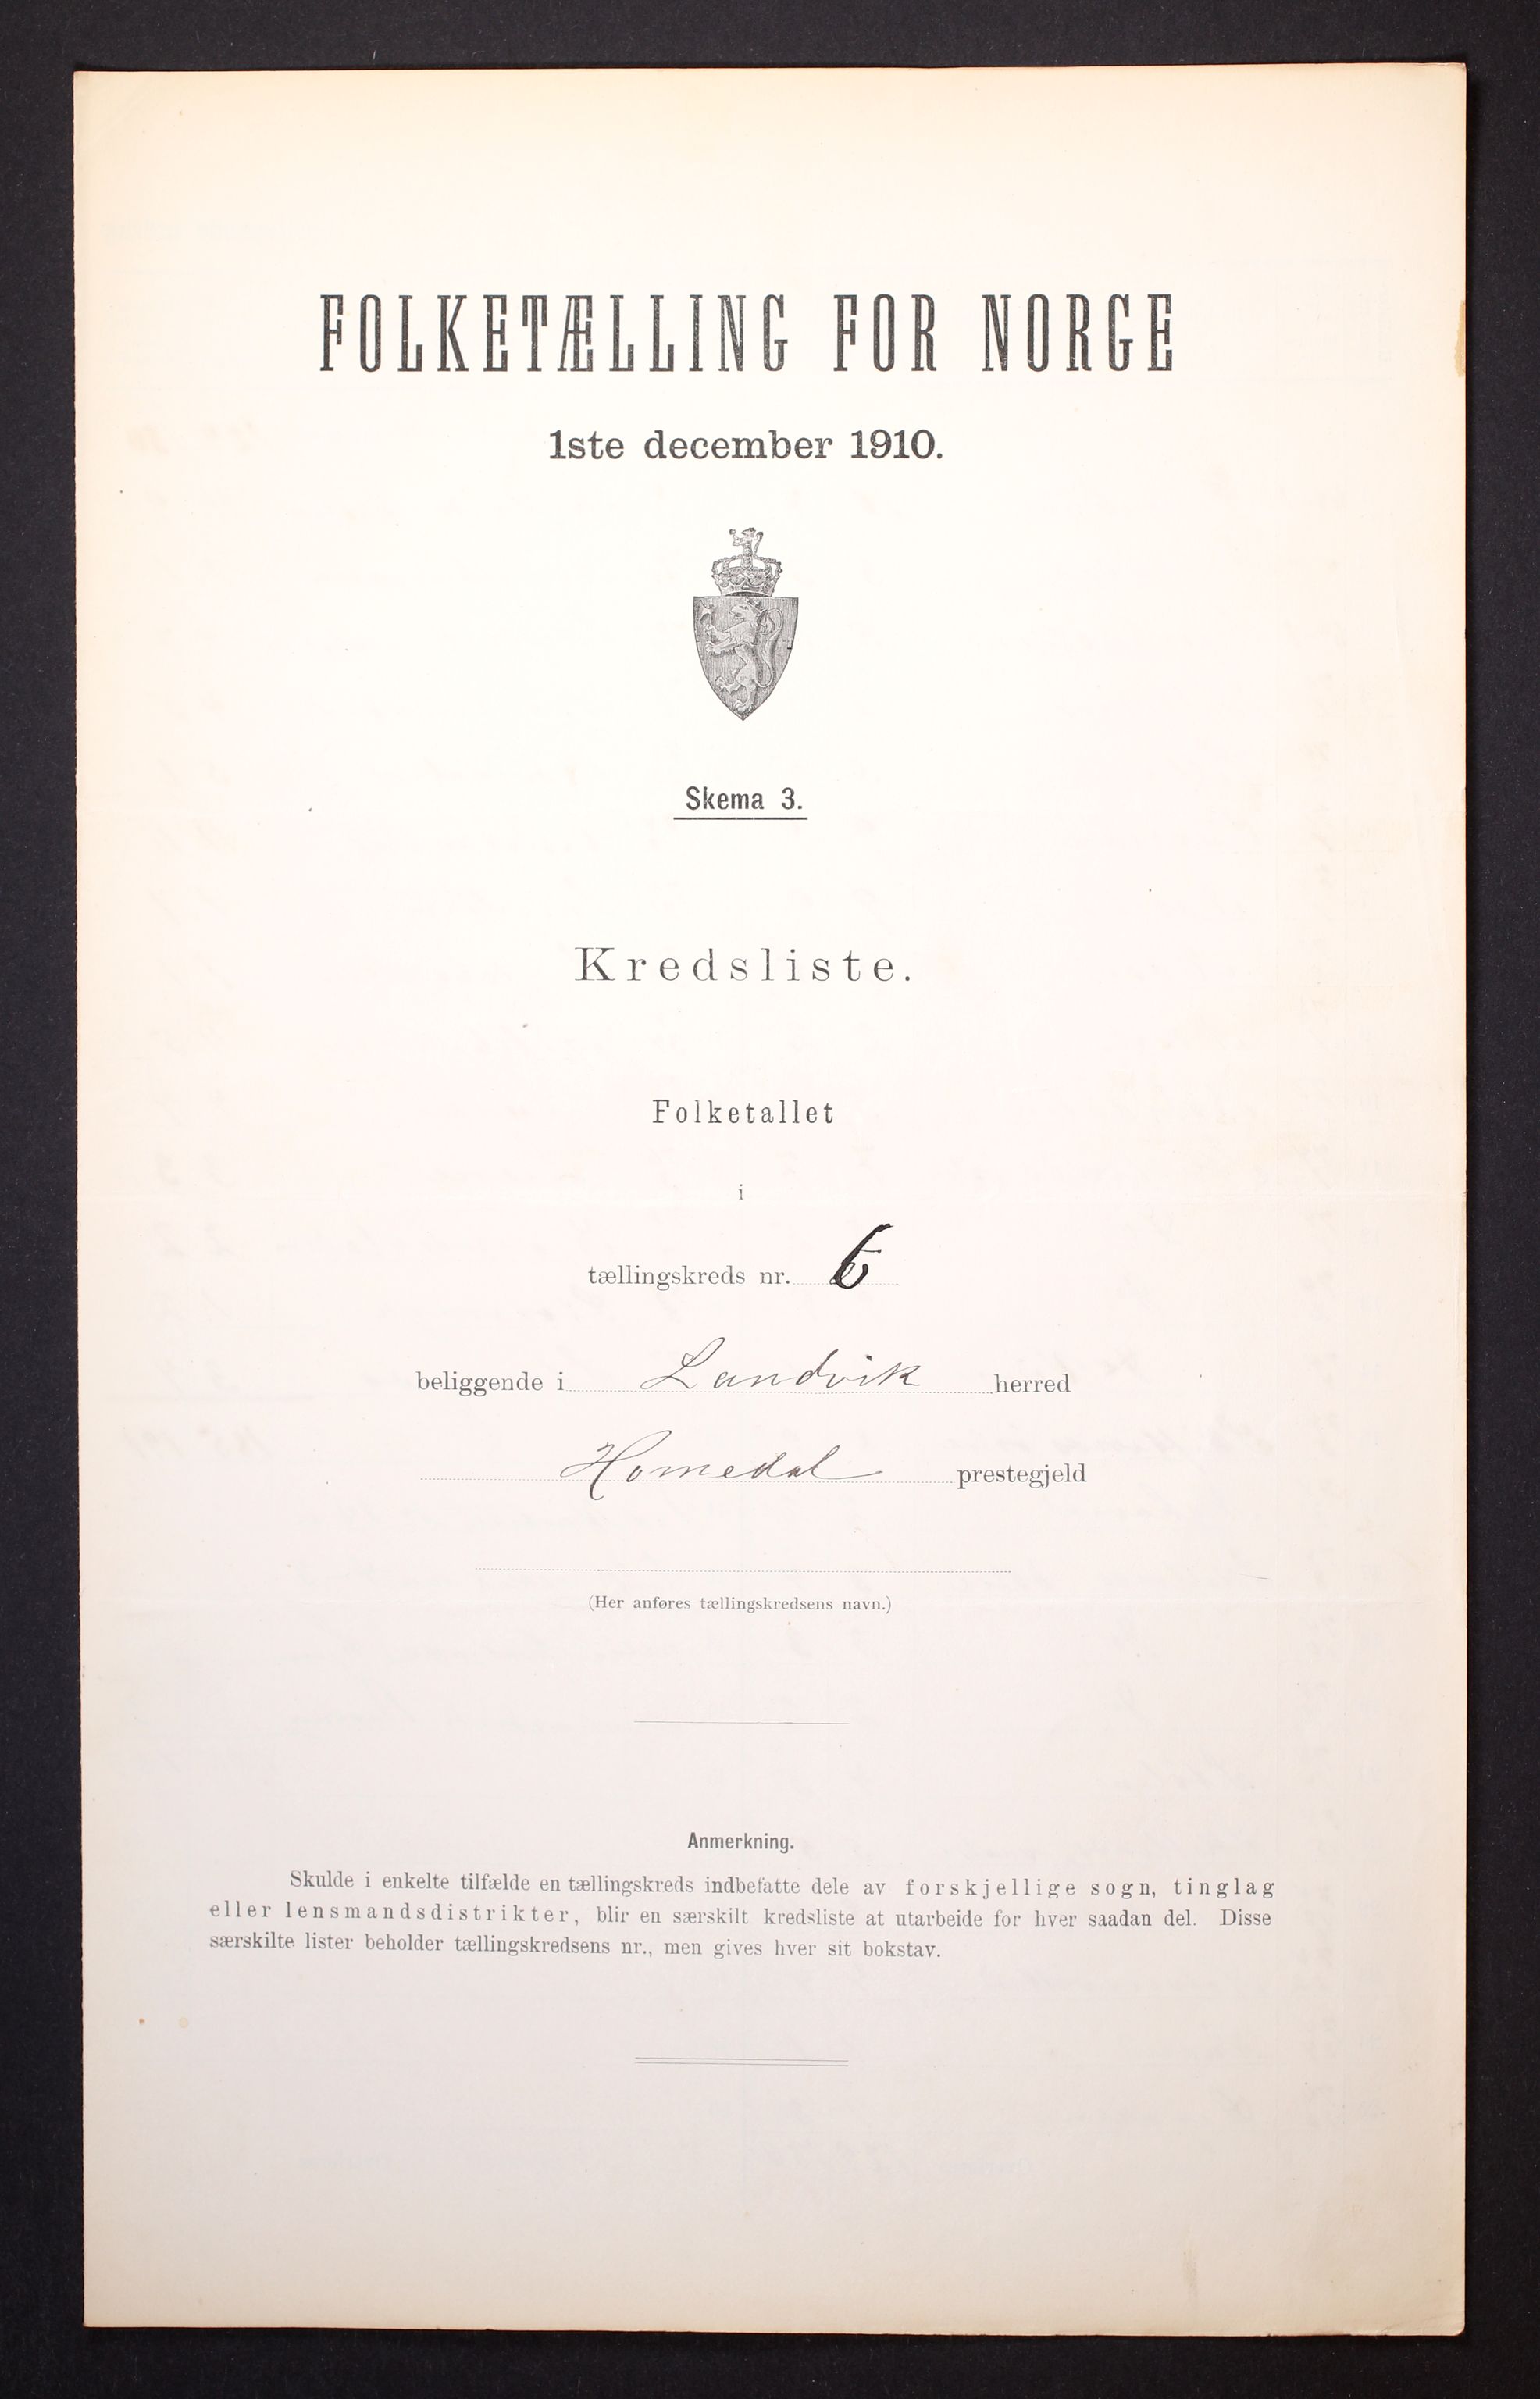 FOLKETÆLLING FOR NORGE
1ste december 1910.
Skema 3.
Kredsliste.
Folketallet
i
tællingskreds nr. 6
beliggende i Landvik herred
Homedal prestegjeld
(Her anføres tællingskredsens navn.)
Anmerkning.
Skulde i enkelte tilfælde en tællingskreds indbefatte dele av forskjellige sogn, tinglag
eller lensmandsdistrikter, blir en særskilt kredsliste at utarbeide for hver saadan del. Disse
særskilte lister beholder tællingskredsens nr., men gives hver sit bokstav.